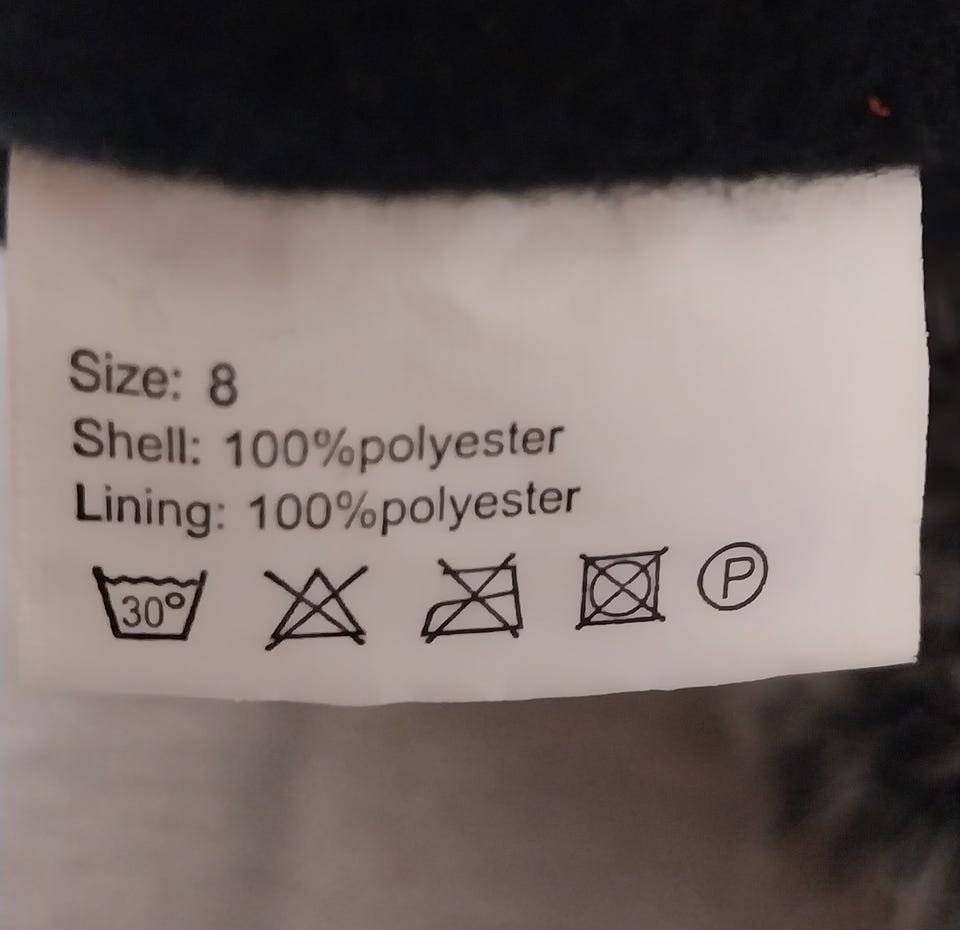 Size: 8
Shell: 100%polyester
Lining: 100%polyester
30° P